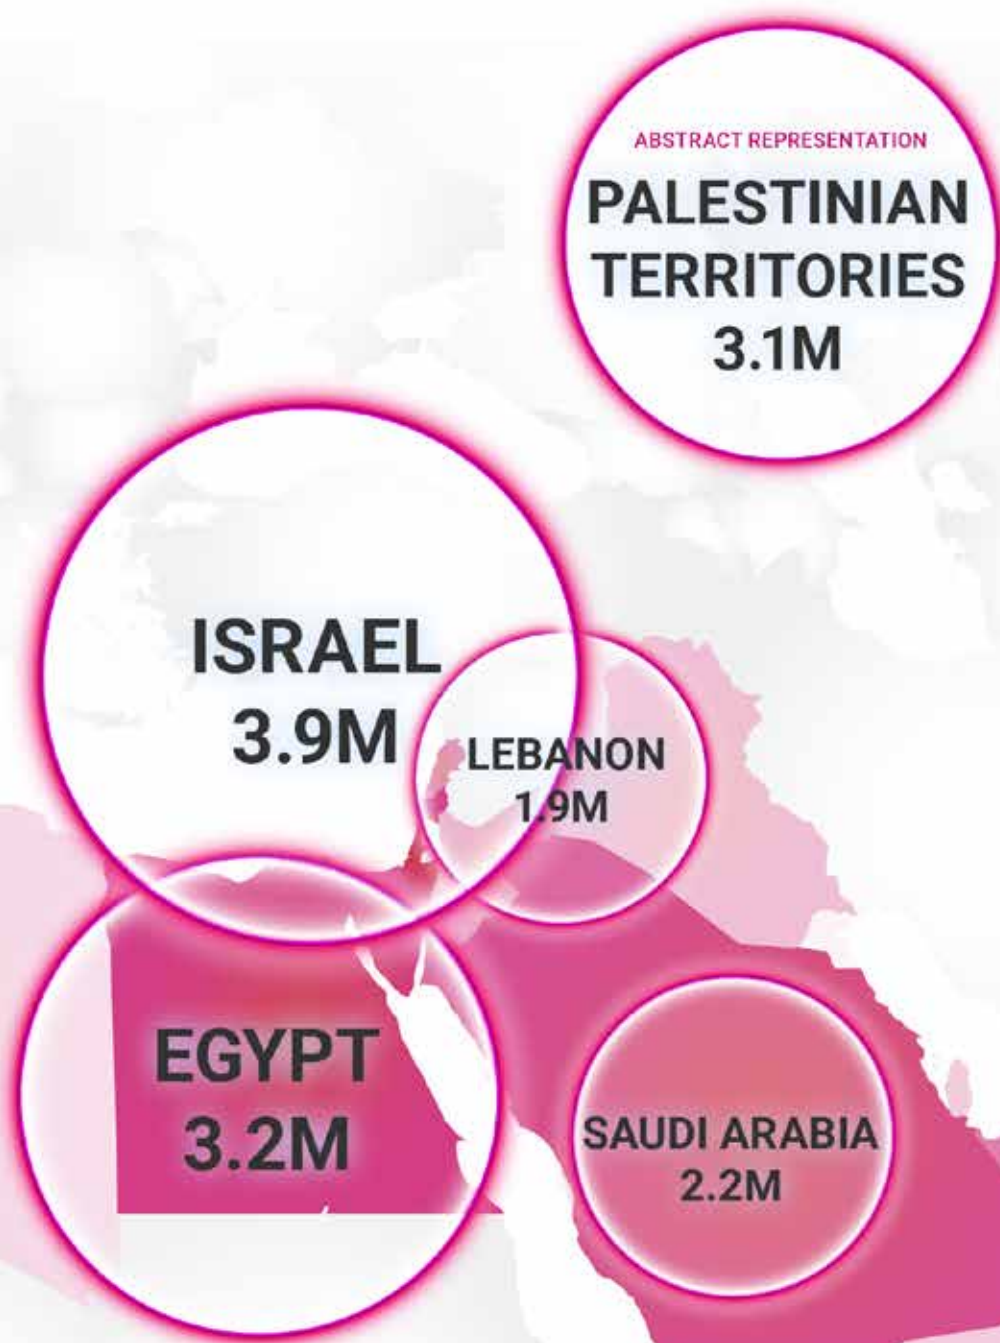 ABSTRACT REPRESENTATION
PALESTINIAN
TERRITORIES
3.1M
ISRAEL
3.9M
LEBANON
1.9M
EGYPT
3.2M
SAUDI ARABIA
2.2M